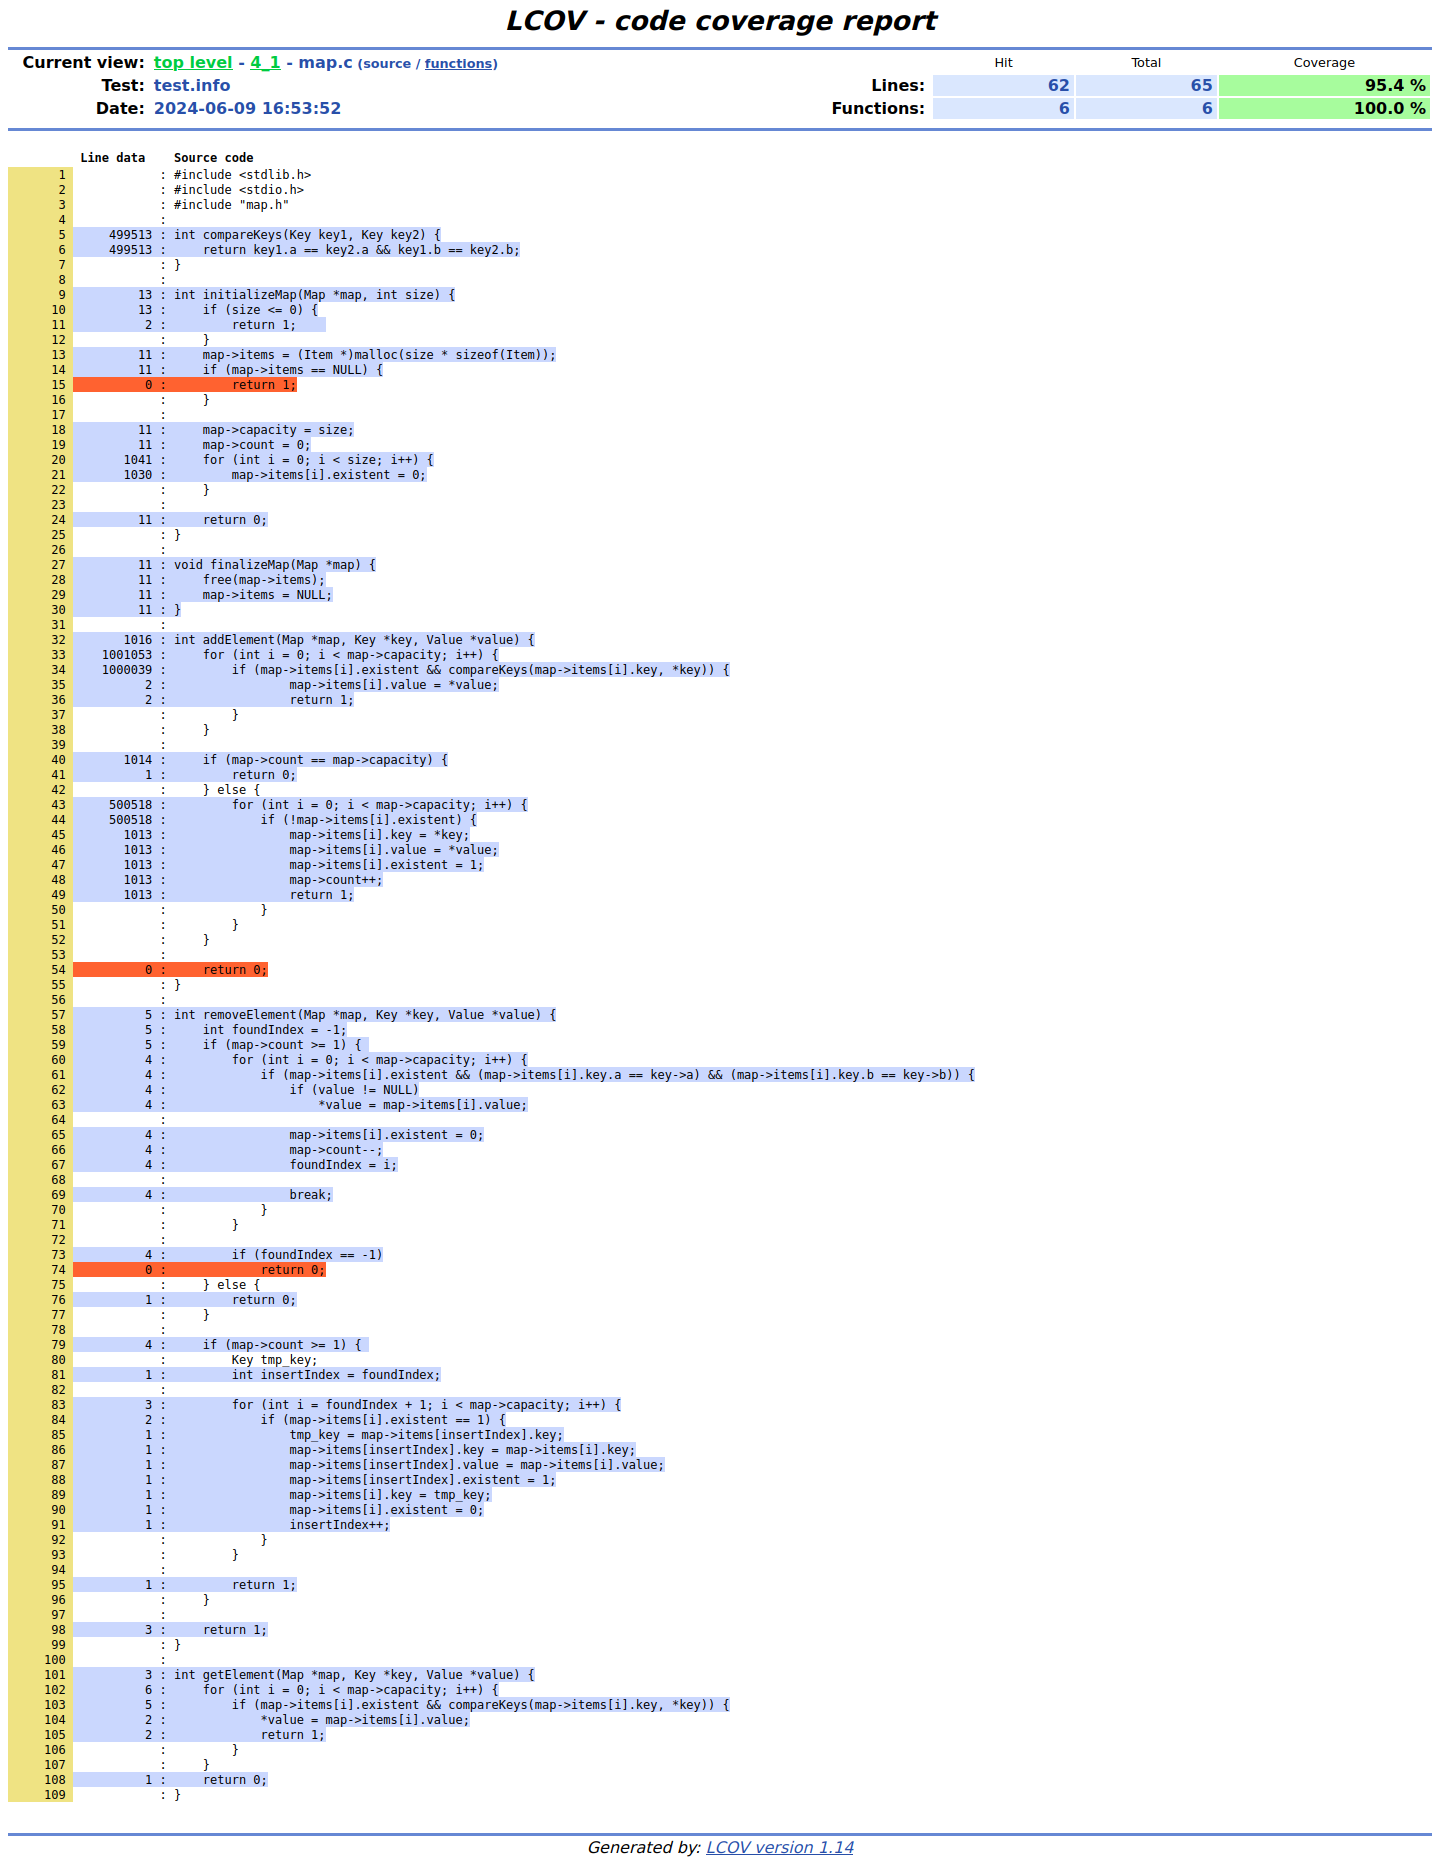 LCOV - code coverage report
Current view: top level - 4_1 - map.c (source / functions) Hit Total Coverage
Test: test.info Lines: 62 65 95.4 %
Date: 2024-06-09 16:53:52 Functions: 6 6 100.0 %
Line data    Source code
1            : #include <stdlib.h>
2            : #include <stdio.h>
3            : #include "map.h"
4            :
5     499513 : int compareKeys(Key key1, Key key2) {
6     499513 :     return key1.a == key2.a && key1.b == key2.b;
7            : }
8            :
9         13 : int initializeMap(Map *map, int size) {
10         13 :     if (size <= 0) {
11          2 :         return 1;
12            :     }
13         11 :     map->items = (Item *)malloc(size * sizeof(Item));
14         11 :     if (map->items == NULL) {
15          0 :         return 1;
16            :     }
17            :
18         11 :     map->capacity = size;
19         11 :     map->count = 0;
20       1041 :     for (int i = 0; i < size; i++) {
21       1030 :         map->items[i].existent = 0;
22            :     }
23            :
24         11 :     return 0;
25            : }
26            :
27         11 : void finalizeMap(Map *map) {
28         11 :     free(map->items);
29         11 :     map->items = NULL;
30         11 : }
31            :
32       1016 : int addElement(Map *map, Key *key, Value *value) {
33    1001053 :     for (int i = 0; i < map->capacity; i++) {
34    1000039 :         if (map->items[i].existent && compareKeys(map->items[i].key, *key)) {
35          2 :                 map->items[i].value = *value;
36          2 :                 return 1;
37            :         }
38            :     }
39            :
40       1014 :     if (map->count == map->capacity) {
41          1 :         return 0;
42            :     } else {
43     500518 :         for (int i = 0; i < map->capacity; i++) {
44     500518 :             if (!map->items[i].existent) {
45       1013 :                 map->items[i].key = *key;
46       1013 :                 map->items[i].value = *value;
47       1013 :                 map->items[i].existent = 1;
48       1013 :                 map->count++;
49       1013 :                 return 1;
50            :             }
51            :         }
52            :     }
53            :
54          0 :     return 0;
55            : }
56            :
57          5 : int removeElement(Map *map, Key *key, Value *value) {
58          5 :     int foundIndex = -1;
59          5 :     if (map->count >= 1) {
60          4 :         for (int i = 0; i < map->capacity; i++) {
61          4 :             if (map->items[i].existent && (map->items[i].key.a == key->a) && (map->items[i].key.b == key->b)) {
62          4 :                 if (value != NULL)
63          4 :                     *value = map->items[i].value;
64            :
65          4 :                 map->items[i].existent = 0;
66          4 :                 map->count--;
67          4 :                 foundIndex = i;
68            :
69          4 :                 break;
70            :             }
71            :         }
72            :
73          4 :         if (foundIndex == -1)
74          0 :             return 0;
75            :     } else {
76          1 :         return 0;
77            :     }
78            :
79          4 :     if (map->count >= 1) {
80            :         Key tmp_key;
81          1 :         int insertIndex = foundIndex;
82            :
83          3 :         for (int i = foundIndex + 1; i < map->capacity; i++) {
84          2 :             if (map->items[i].existent == 1) {
85          1 :                 tmp_key = map->items[insertIndex].key;
86          1 :                 map->items[insertIndex].key = map->items[i].key;
87          1 :                 map->items[insertIndex].value = map->items[i].value;
88          1 :                 map->items[insertIndex].existent = 1;
89          1 :                 map->items[i].key = tmp_key;
90          1 :                 map->items[i].existent = 0;
91          1 :                 insertIndex++;
92            :             }
93            :         }
94            :
95          1 :         return 1;
96            :     }
97            :
98          3 :     return 1;
99            : }
100            :
101          3 : int getElement(Map *map, Key *key, Value *value) {
102          6 :     for (int i = 0; i < map->capacity; i++) {
103          5 :         if (map->items[i].existent && compareKeys(map->items[i].key, *key)) {
104          2 :             *value = map->items[i].value;
105          2 :             return 1;
106            :         }
107            :     }
108          1 :     return 0;
109            : }
Generated by: LCOV version 1.14